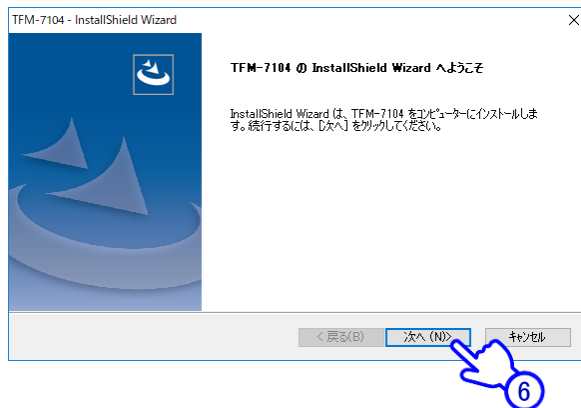 TFM-7104 - InstallShield Wizard
TFM-7104 の InstallShield Wizard へようこそ
InstallShield Wizard は、TFM-7104 をコンピューターにインストールしま
す。続行するには、[次へ] をクリックしてください。
< 戻る(B) 次へ (N)> キャンセル
6